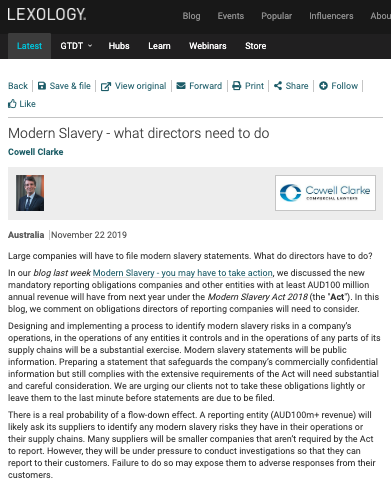 LEXOLOGY.
Blog Events Popular Influencers Abou
Latest GTDT Hubs Learn Webinars Store
Back Save & file View original Forward Print Share Follow
Like
Modern Slavery - what directors need to do
Cowell Clarke
Cowell Clarke
COMMERCIAL LAWYERS
Australia November 22 2019
Large companies will have to file modern slavery statements. What do directors have to do?
In our blog last week Modern Slavery - you may have to take action, we discussed the new
mandatory reporting obligations companies and other entities with at least AUD100 million
annual revenue will have from next year under the Modern Slavery Act 2018 (the "Act"). In this
blog, we comment on obligations directors of reporting companies will need to consider.
Designing and implementing a process to identify modern slavery risks in a company's
operations, in the operations of any entities it controls and in the operations of any parts of its
supply chains will be a substantial exercise. Modern slavery statements will be public
information. Preparing a statement that safeguards the company's commercially confidential
information but still complies with the extensive requirements of the Act will need substantial
and careful consideration. We are urging our clients not to take these obligations lightly or
leave them to the last minute before statements are due to be filed.
There is a real probability of a flow-down effect. A reporting entity (AUD100m+ revenue) will
likely ask its suppliers to identify any modern slavery risks they have in their operations or
their supply chains. Many suppliers will be smaller companies that aren't required by the Act
to report. However, they will be under pressure to conduct investigations so that they can
report to their customers. Failure to do so may expose them to adverse responses from their
customers.